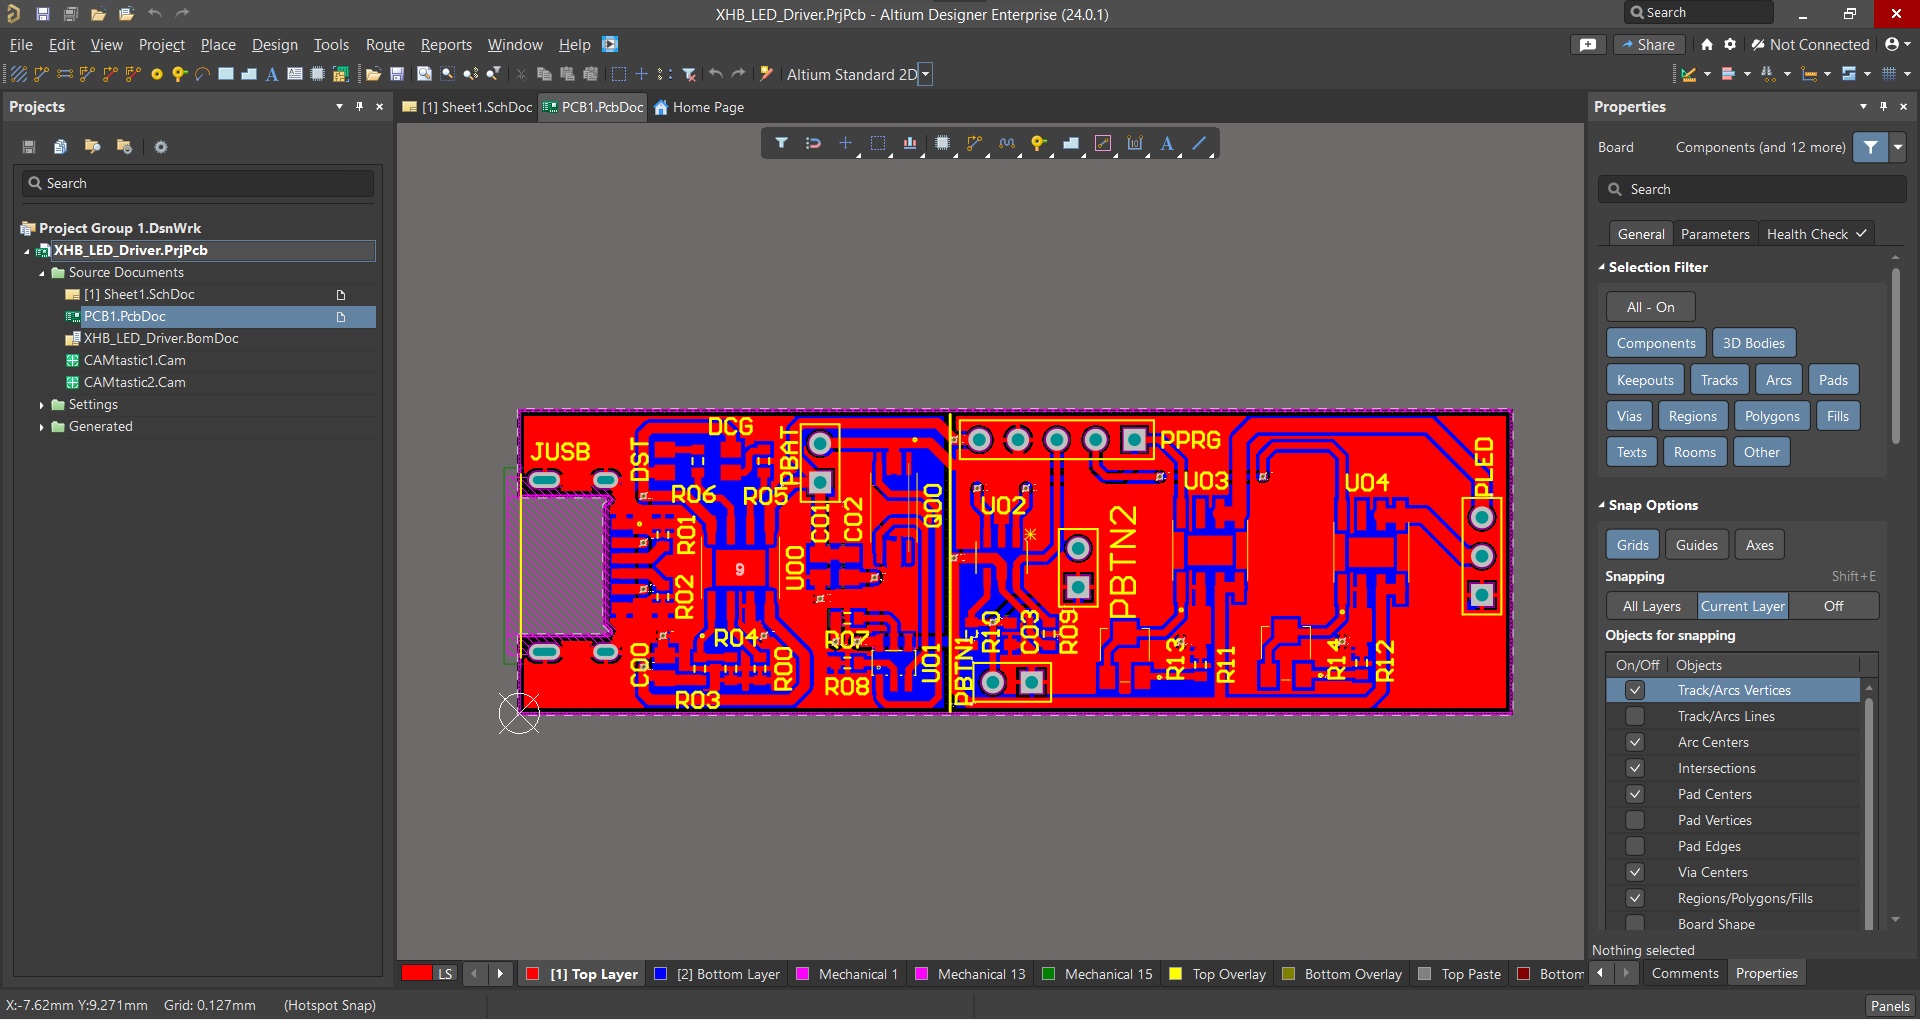 XHB_LED_Driver.PrjPcb - Altium Designer Enterprise (24.0.1)
Search
File Edit View Project Place Design Tools Route Reports Window Help
Share
Not Connected
Altium Standard 2D
Projects
[1] Sheet1.SchDoc
PCB1.PcbDoc
Home Page
Properties
Board
Components (and 12 more)
Search
Search
Project Group 1.DsnWrk
XHB_LED_Driver.PrjPcb
Source Documents
[1] Sheet1.SchDoc
PCB1.PcbDoc
XHB_LED_Driver.BomDoc
CAMtastic1.Cam
CAMtastic2.Cam
Settings
Generated
General Parameters Health Check
Selection Filter
All - On
Components 3D Bodies
Keepouts Tracks Arcs Pads
Vias Regions Polygons Fills
Texts Rooms Other
Snap Options
Grids Guides Axes
Snapping Shift+E
All Layers Current Layer Off
Objects for snapping
On/Off Objects
Track/Arcs Vertices
Track/Arcs Lines
Arc Centers
Intersections
Pad Centers
Pad Vertices
Pad Edges
Via Centers
Regions/Polygons/Fills
Board Shape
Nothing selected
Comments Properties
JUSB
DST
DCG
PBAT
R06
R05
C01
C02
Q00
R01
R02
9
U00
R04
R00
C00
R03
R07
R08
U01
PPRG
U02
U03
U04
PLED
PBTN2
PBTN1
R10
C03
R09
R13
R11
R14
R12
LS
[1] Top Layer
[2] Bottom Layer
Mechanical 1
Mechanical 13
Mechanical 15
Top Overlay
Bottom Overlay
Top Paste
Bottom
X:-7.62mm Y:9.271mm Grid: 0.127mm (Hotspot Snap)
Panels